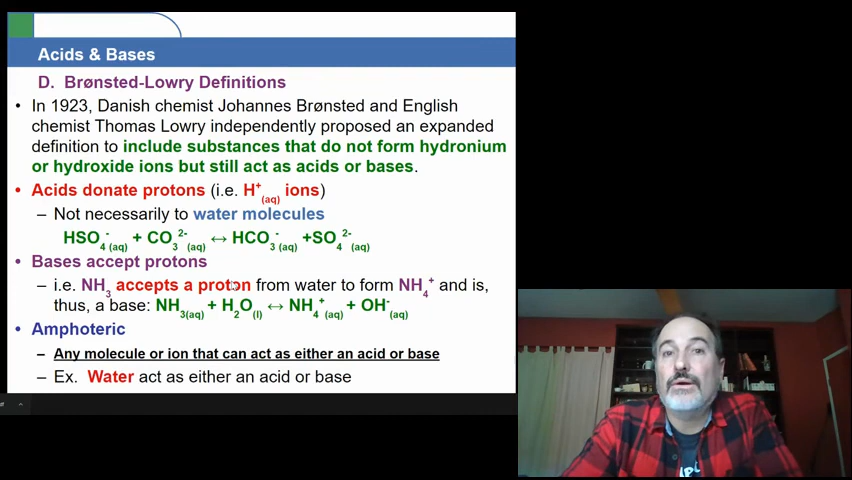 Acids & Bases
D. Brønsted-Lowry Definitions
• In 1923, Danish chemist Johannes Brønsted and English
chemist Thomas Lowry independently proposed an expanded
definition to include substances that do not form hydronium
or hydroxide ions but still act as acids or bases.
• Acids donate protons (i.e. H⁺(aq) ions)
– Not necessarily to water molecules
HSO₄⁻(aq) + CO₃²⁻(aq) ↔ HCO₃⁻(aq) +SO₄²⁻(aq)
• Bases accept protons
– i.e. NH₃ accepts a proton from water to form NH₄⁺ and is,
thus, a base: NH₃(aq) + H₂O(l) ↔ NH₄⁺(aq) + OH⁻(aq)
• Amphoteric
– Any molecule or ion that can act as either an acid or base
– Ex. Water act as either an acid or base